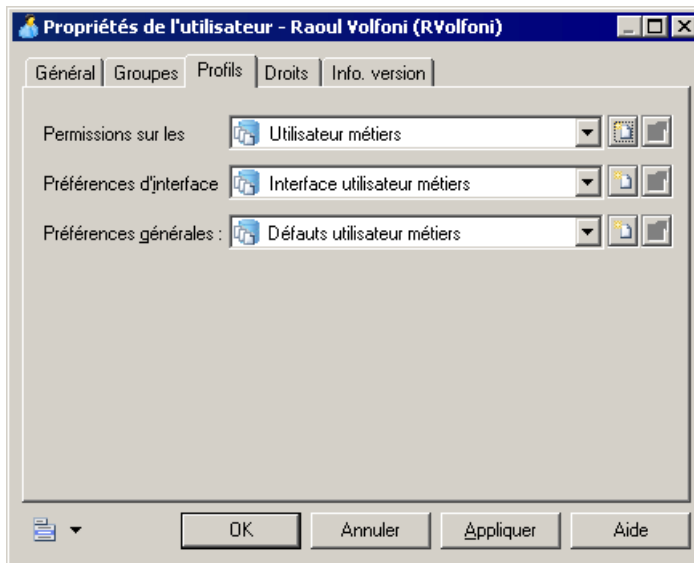 Propriétés de l'utilisateur - Raoul Volfoni (RVolfoni)
Général Groupes Profils Droits Info. version
Permissions sur les Utilisateur métiers
Préférences d'interface Interface utilisateur métiers
Préférences générales : Défauts utilisateur métiers
OK Annuler Appliquer Aide